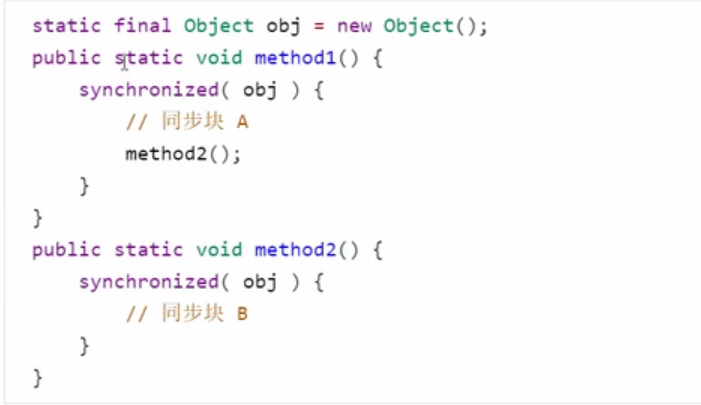 static final Object obj = new Object();
public static void method1() {
    synchronized( obj ) {
        // 同步块 A
        method2();
    }
}
public static void method2() {
    synchronized( obj ) {
        // 同步块 B
    }
}